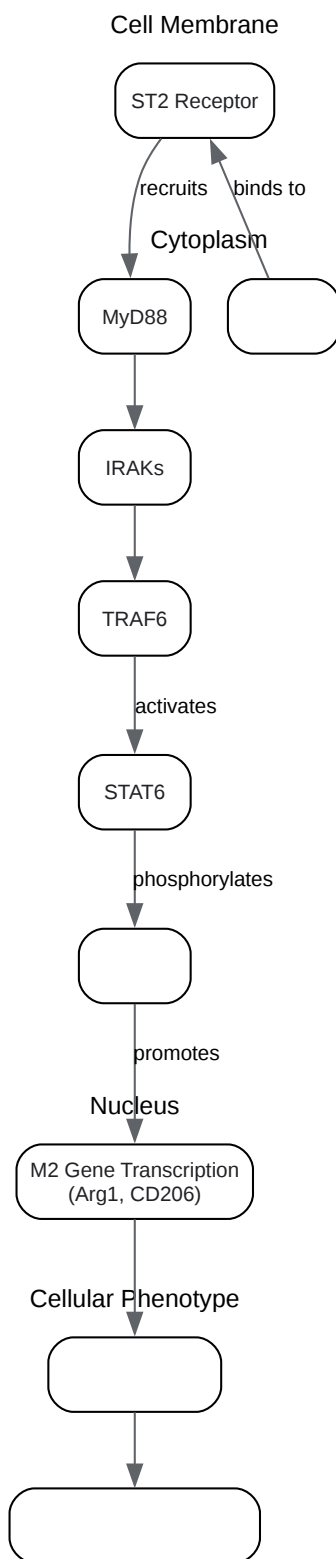 Cell Membrane
ST2 Receptor
recruits
binds to
Cytoplasm
MyD88
IRAKs
TRAF6
activates
STAT6
phosphorylates
promotes
Nucleus
M2 Gene Transcription
(Arg1, CD206)
Cellular Phenotype